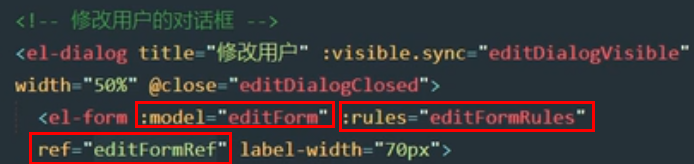 <!-- 修改用户的对话框 -->
<el-dialog title="修改用户" :visible.sync="editDialogVisible"
width="50%" @close="editDialogClosed">
<el-form :model="editForm" :rules="editFormRules"
ref="editFormRef" label-width="70px">